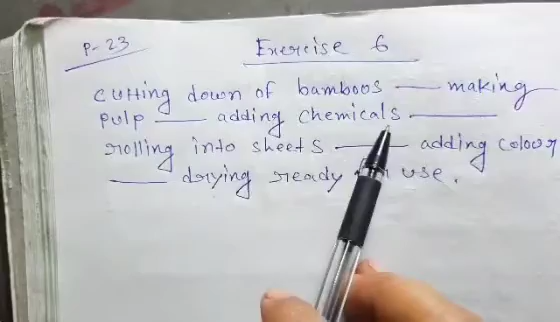 P-23
Exercise 6
cutting down of bamboos — making
pulp — adding chemicals —
rolling into sheets — adding colour
— drying ready use.